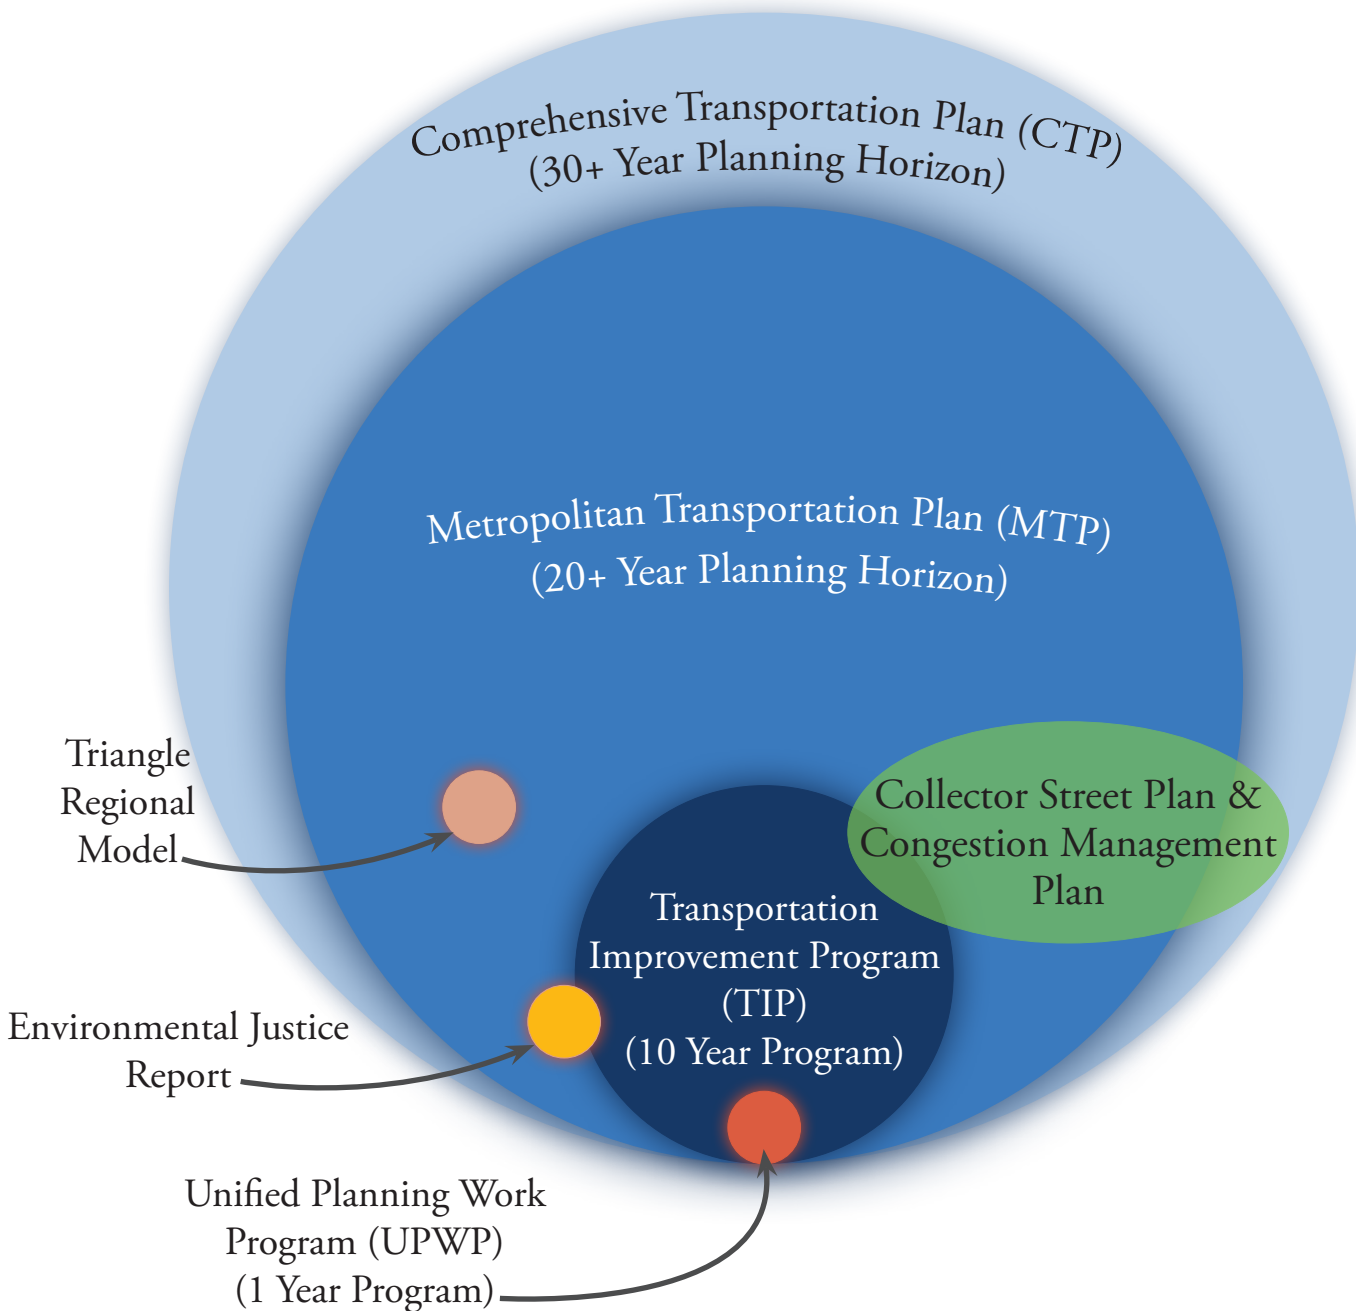 Comprehensive Transportation Plan (CTP)
(30+ Year Planning Horizon)
Metropolitan Transportation Plan (MTP)
(20+ Year Planning Horizon)
Triangle
Regional
Model
Collector Street Plan &
Congestion Management
Plan
Transportation
Improvement Program
(TIP)
(10 Year Program)
Environmental Justice
Report
Unified Planning Work
Program (UPWP)
(1 Year Program)